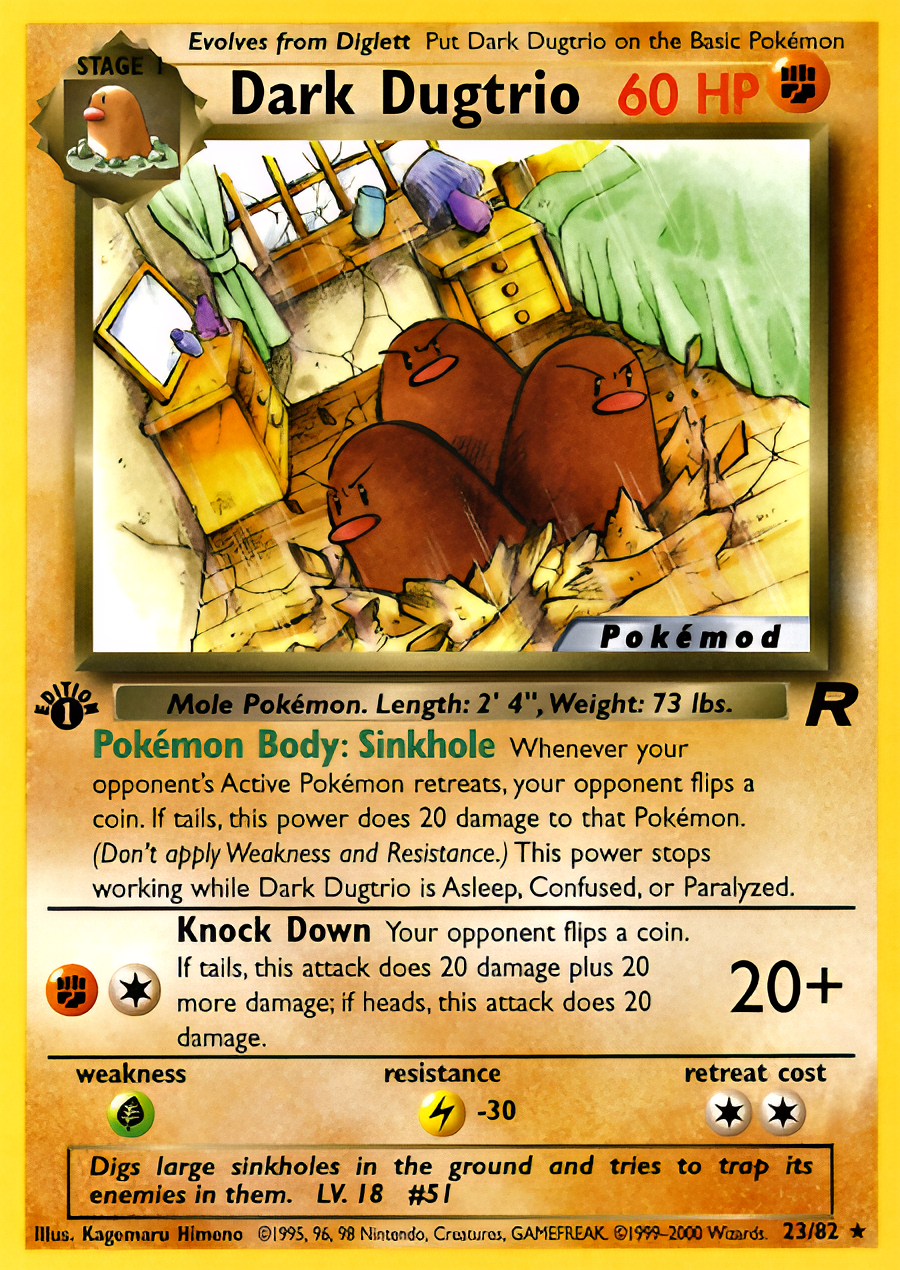 Evolves from Diglett Put Dark Dugtrio on the Basic Pokémon
STAGE 1
Dark Dugtrio 60 HP
Pokémod
EDITION
1
Mole Pokémon. Length: 2' 4", Weight: 73 lbs.
R
Pokémon Body: Sinkhole Whenever your
opponent's Active Pokémon retreats, your opponent flips a
coin. If tails, this power does 20 damage to that Pokémon.
(Don't apply Weakness and Resistance.) This power stops
working while Dark Dugtrio is Asleep, Confused, or Paralyzed.
Knock Down Your opponent flips a coin.
If tails, this attack does 20 damage plus 20
more damage; if heads, this attack does 20
damage.
20+
weakness
resistance
retreat cost
-30
Digs large sinkholes in the ground and tries to trap its
enemies in them. LV. 18 #51
Illus. Kagemaru Himeno ©1995, 96, 98 Nintendo, Creatures, GAMEFREAK. ©1999–2000 Wizards. 23/82 ★